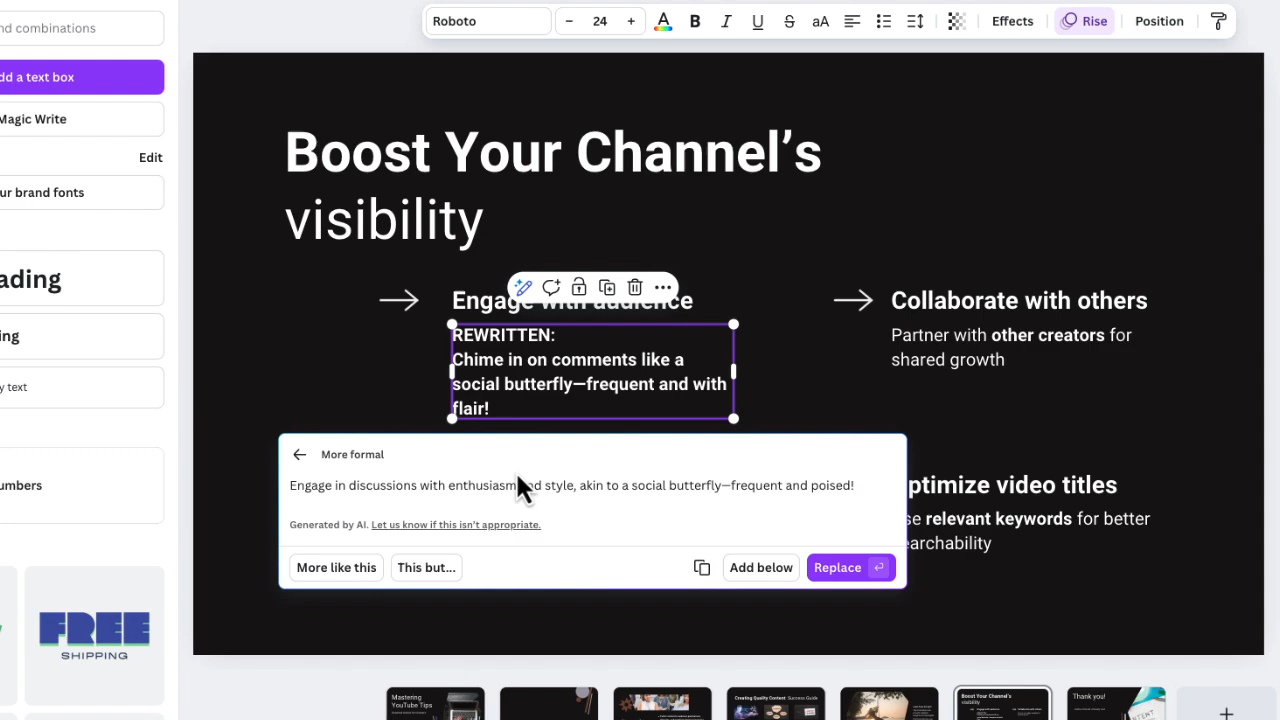 nd combinations
dd a text box
Magic Write
Edit
ur brand fonts
ading
ing
y text
umbers
FREE
SHIPPING
Roboto
− 24 +
A B I U S aA
Effects
Rise
Position
Boost Your Channel’s
visibility
Engage with audience
REWRITTEN:
Chime in on comments like a
social butterfly—frequent and with
flair!
Collaborate with others
Partner with other creators for
shared growth
ptimize video titles
se relevant keywords for better
earchability
More formal
Engage in discussions with enthusiasm and style, akin to a social butterfly—frequent and poised!
Generated by AI. Let us know if this isn’t appropriate.
More like this
This but...
Add below
Replace
Mastering
YouTube Tips
Creating Quality Content: Success Guide
Boost Your Channel’s
visibility
Thank you!